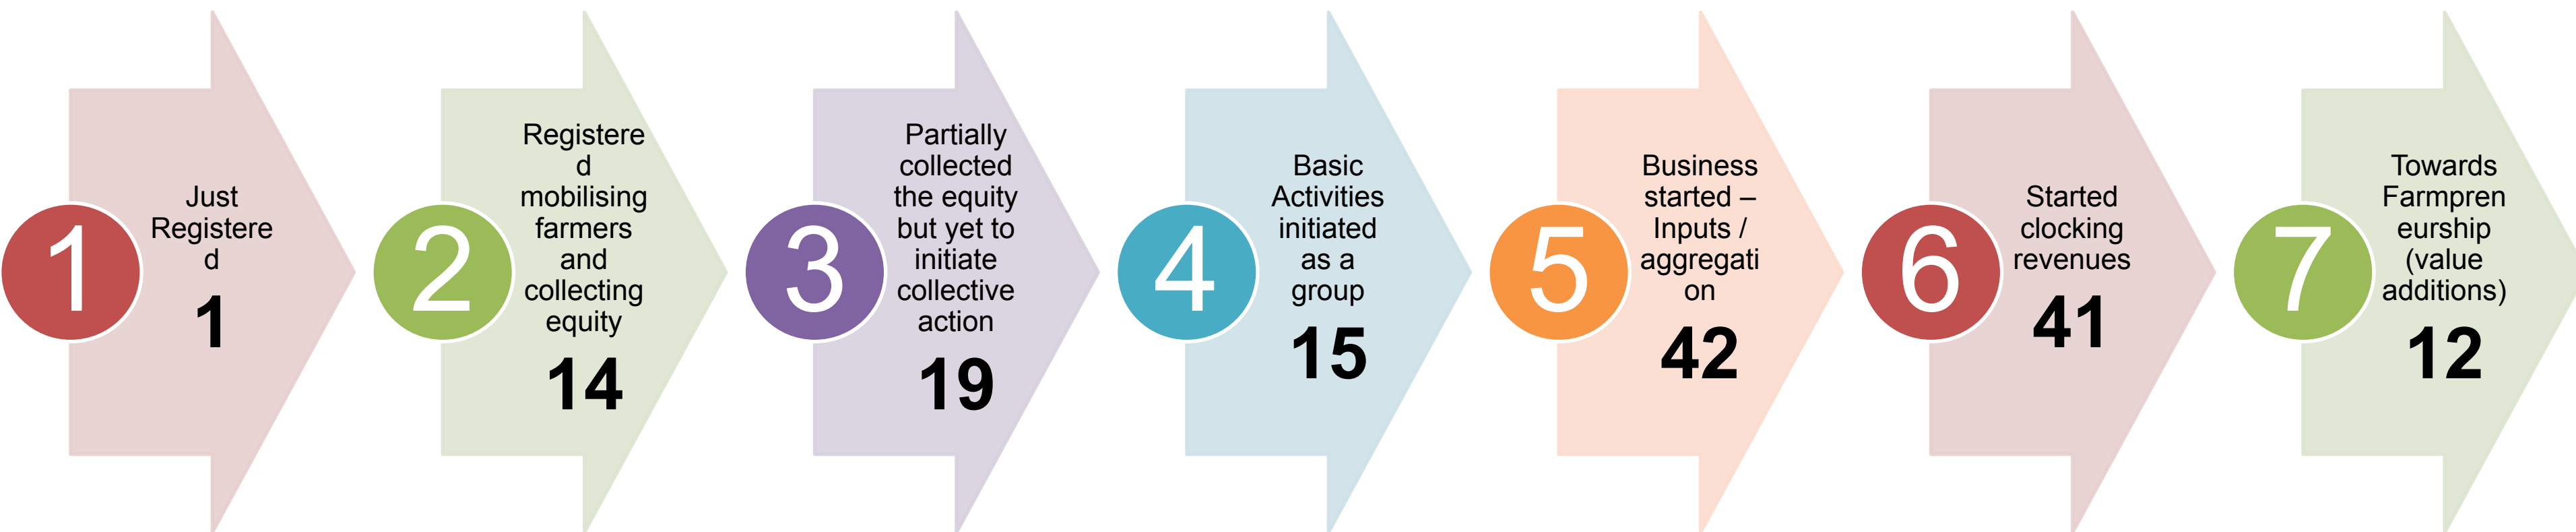 1
Just
Registere
d
1
2
Registere
d
mobilising
farmers
and
collecting
equity
14
3
Partially
collected
the equity
but yet to
initiate
collective
action
19
4
Basic
Activities
initiated
as a
group
15
5
Business
started –
Inputs /
aggregati
on
42
6
Started
clocking
revenues
41
7
Towards
Farmpren
eurship
(value
additions)
12